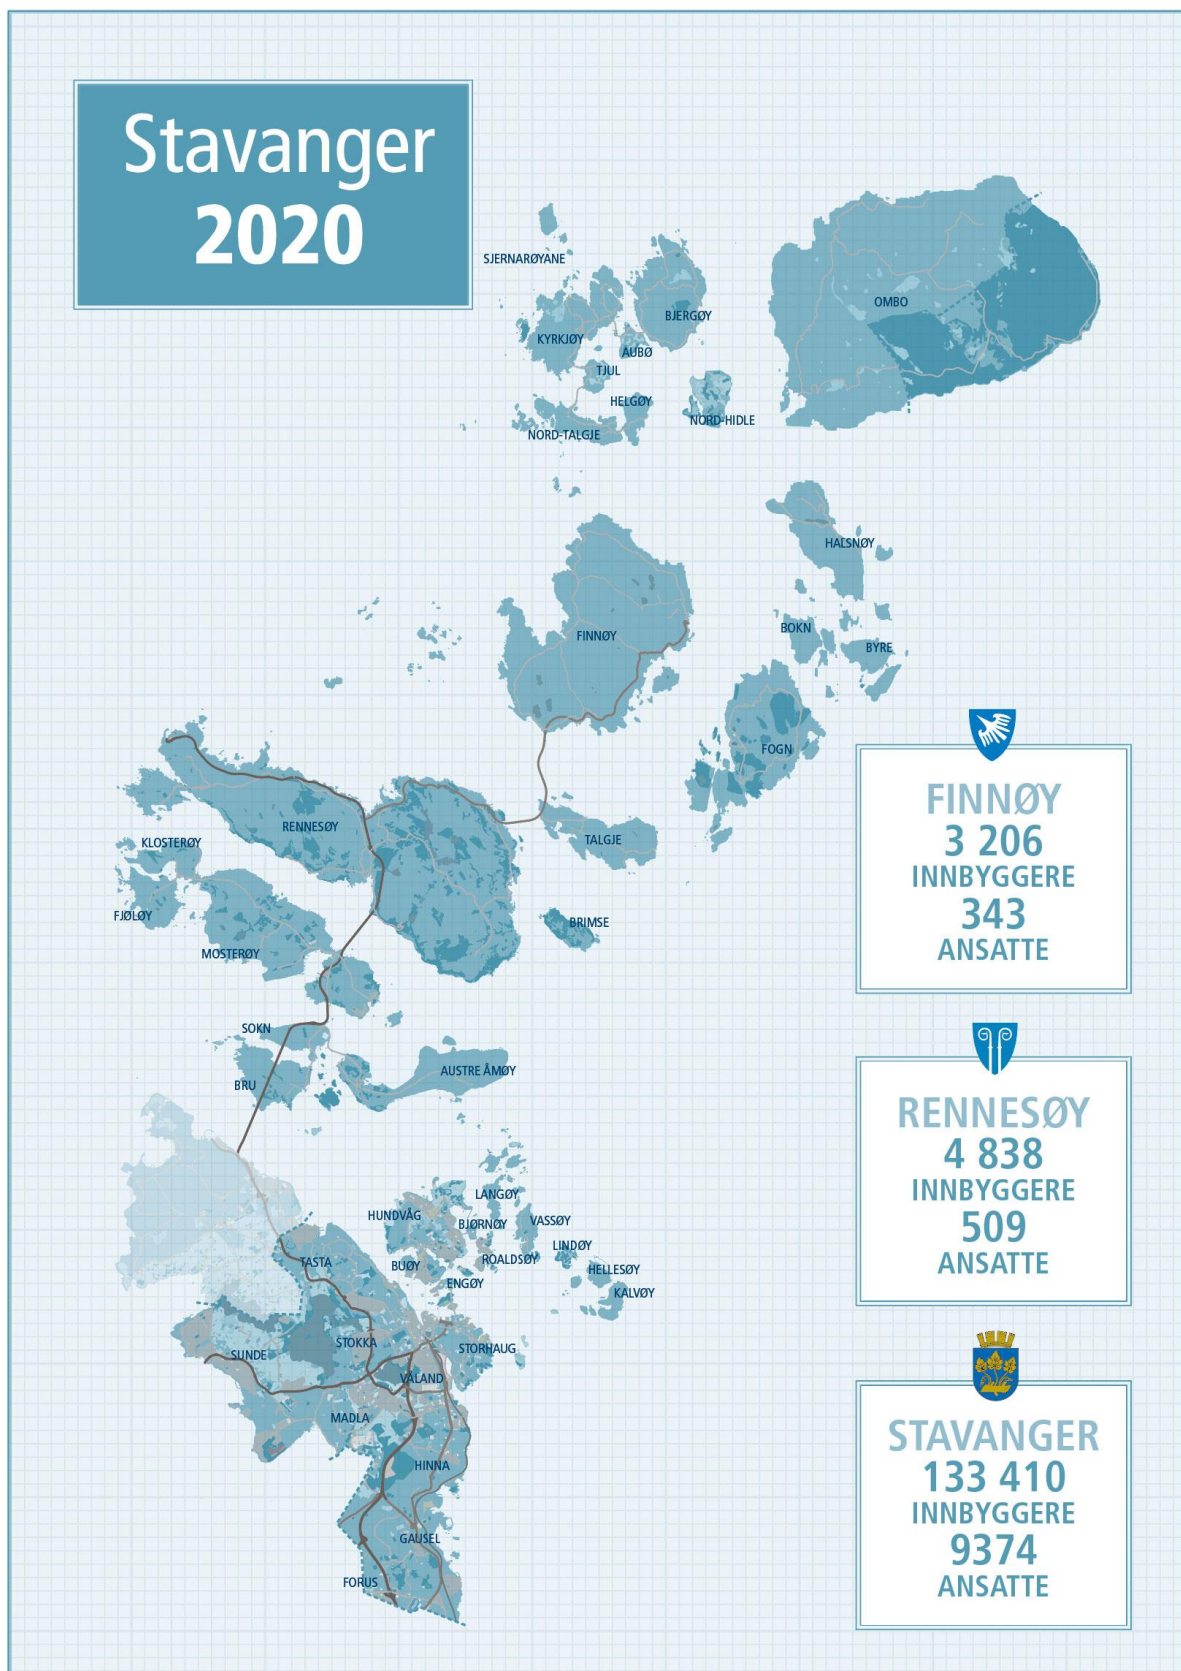 Stavanger
2020
SJERNARØYANE
OMBO
BJERGØY
KYRKJØY
AUBØ
TJUL
HELGØY
NORD-HIDLE
NORD-TALGJE
HALSNØY
BOKN
FINNØY
BYRE
FOGN
RENNESØY
TALGJE
KLOSTERØY
FJØLØY
BRIMSE
MOSTERØY
SOKN
AUSTRE ÅMØY
BRU
LANGØY
HUNDVÅG
BJØRNØY
VASSØY
LINDØY
ROALDSØY
BUØY
HELLESØY
ENGØY
KALVØY
TASTA
STOKKA
STORHAUG
SUNDE
VÅLAND
MADLA
HINNA
GAUSEL
FORUS
FINNØY
3 206
INNBYGGERE
343
ANSATTE
RENNESØY
4 838
INNBYGGERE
509
ANSATTE
STAVANGER
133 410
INNBYGGERE
9374
ANSATTE